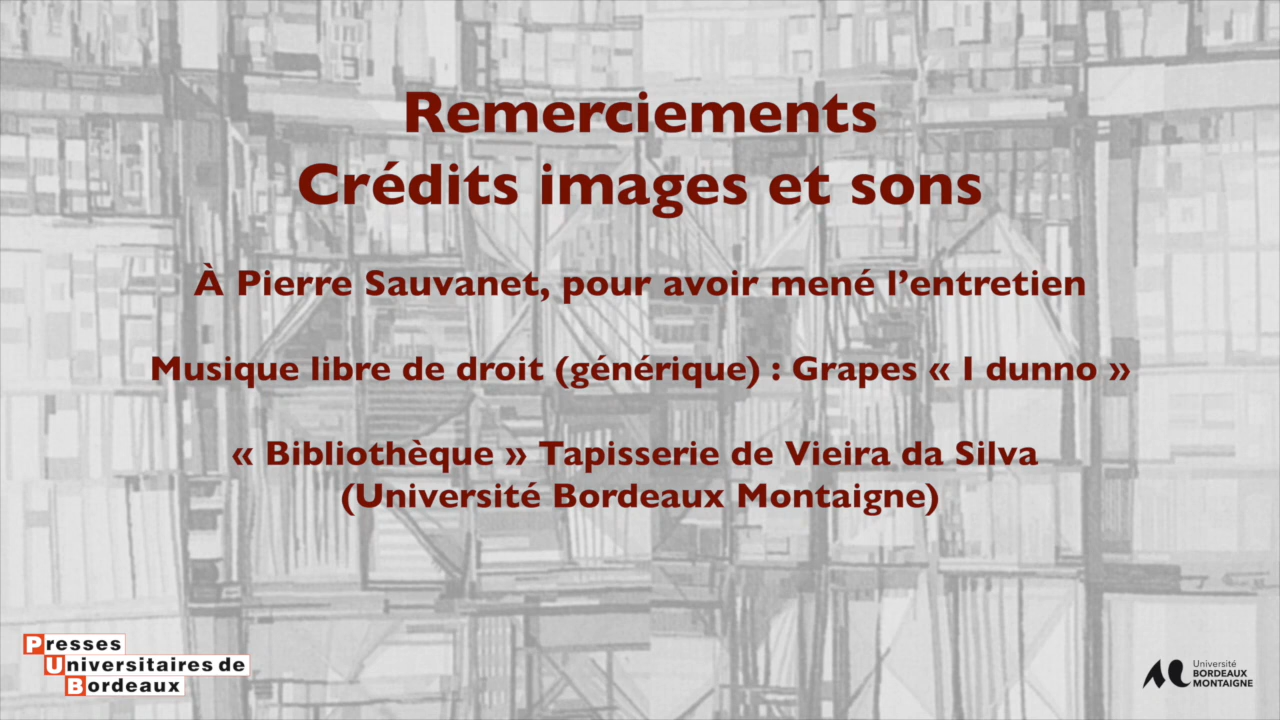 Remerciements
Crédits images et sons
À Pierre Sauvanet, pour avoir mené l’entretien
Musique libre de droit (générique) : Grapes « I dunno »
« Bibliothèque » Tapisserie de Vieira da Silva
(Université Bordeaux Montaigne)
Presses
Universitaires de
Bordeaux
Université
BORDEAUX
MONTAIGNE